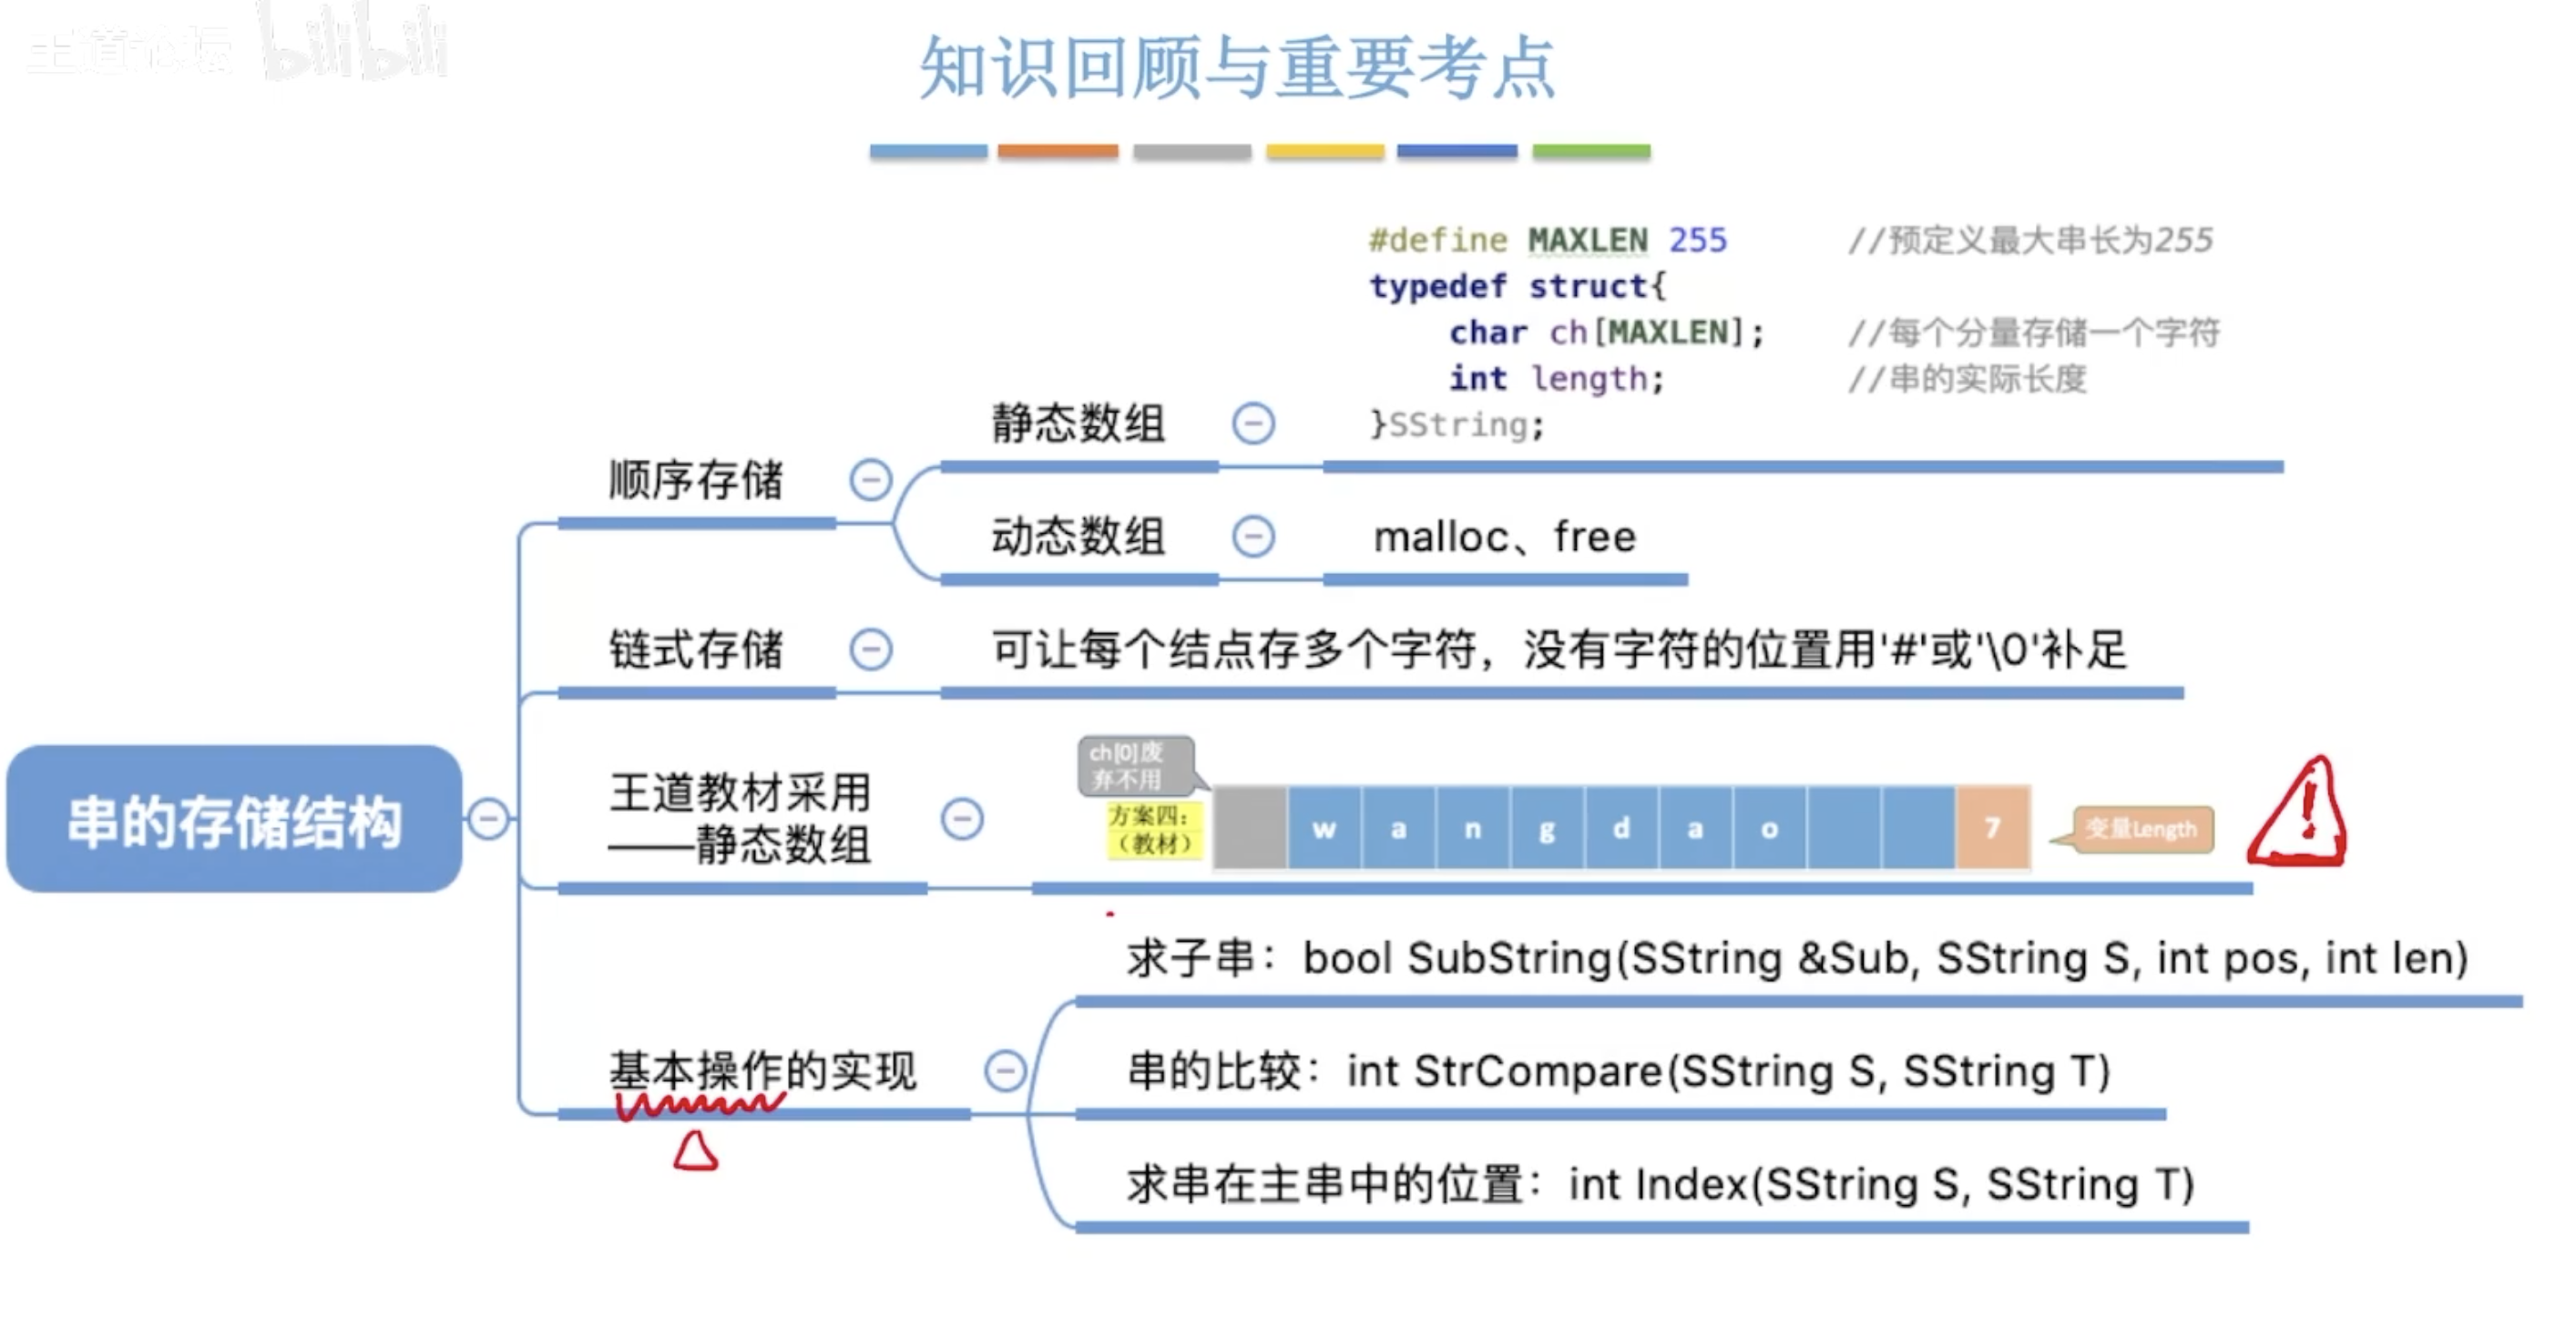 王道论坛 bilibili
知识回顾与重要考点
#define MAXLEN 255 //预定义最大串长为255
typedef struct{
char ch[MAXLEN]; //每个分量存储一个字符
int length; //串的实际长度
}SString;
静态数组
顺序存储
动态数组
malloc、free
链式存储
可让每个结点存多个字符，没有字符的位置用'#'或'\0'补足
串的存储结构
王道教材采用
——静态数组
ch[0]废
弃不用
方案四：
（教材）
w a n g d a o 7
变量Length
!
求子串：bool SubString(SString &Sub, SString S, int pos, int len)
基本操作的实现
串的比较：int StrCompare(SString S, SString T)
求串在主串中的位置：int Index(SString S, SString T)